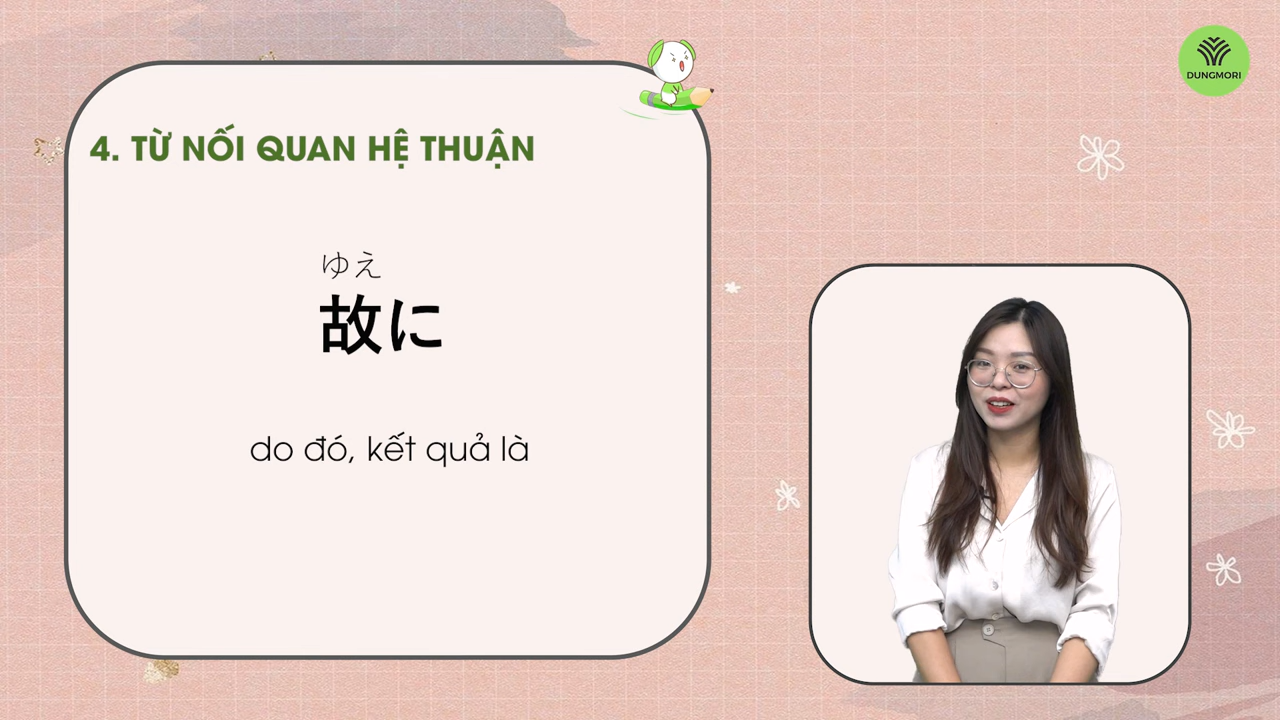 4. TỪ NỐI QUAN HỆ THUẬN
ゆえ
故に
do đó, kết quả là
DUNGMORI